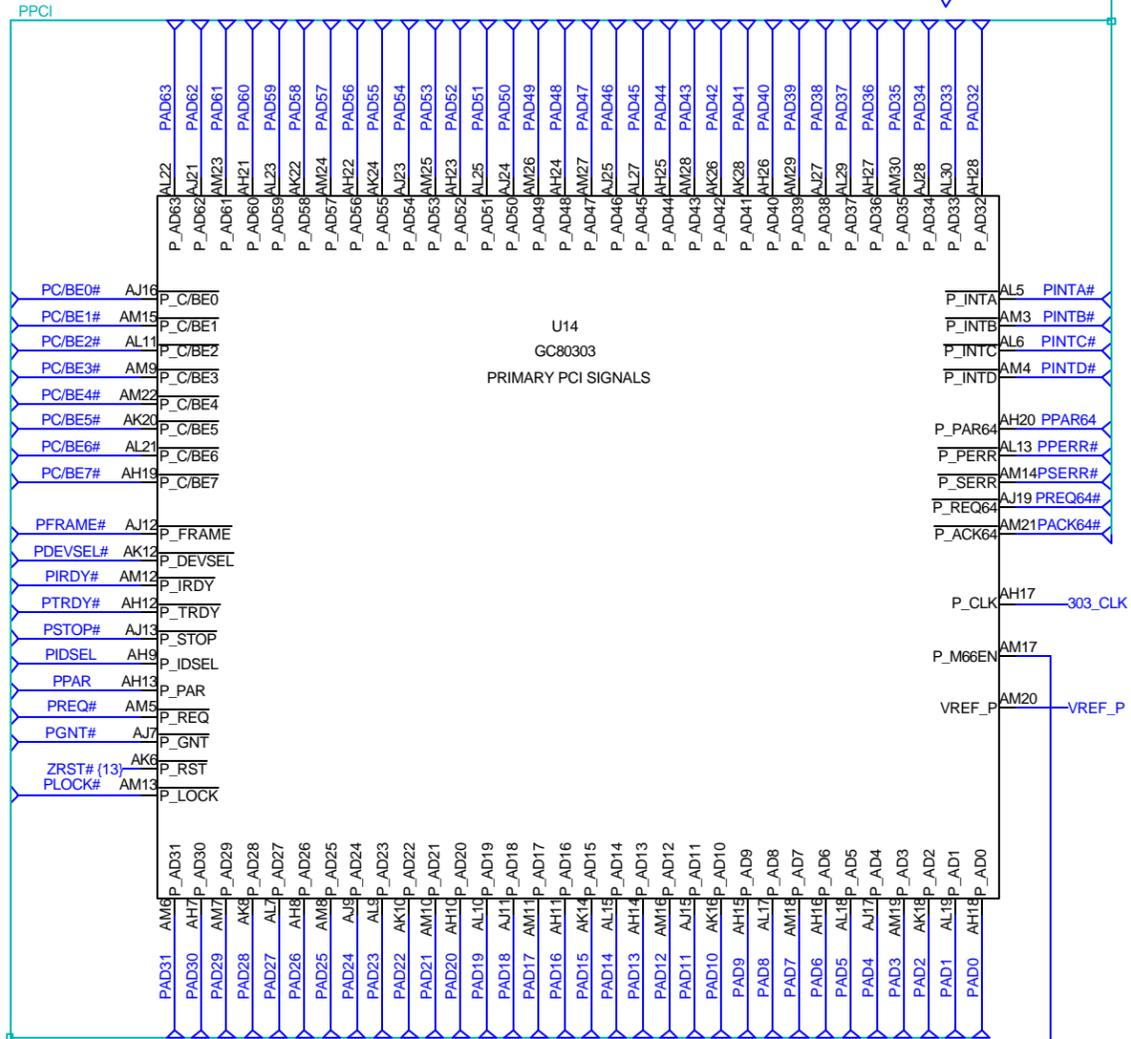 PPCI
PAD63 PAD62 PAD61 PAD60 PAD59 PAD58 PAD57 PAD56 PAD55 PAD54 PAD53 PAD52 PAD51 PAD50 PAD49 PAD48 PAD47 PAD46 PAD45 PAD44 PAD43 PAD42 PAD41 PAD40 PAD39 PAD38 PAD37 PAD36 PAD35 PAD34 PAD33 PAD32
AL22 AJ21 AM23 AH21 AL23 AK22 AM24 AH22 AK24 AJ23 AM25 AH23 AL25 AJ24 AM26 AH24 AM27 AJ25 AL27 AH25 AM28 AK26 AK28 AH26 AM29 AJ27 AL29 AH27 AM30 AJ28 AL30 AH28
P_AD63 P_AD62 P_AD61 P_AD60 P_AD59 P_AD58 P_AD57 P_AD56 P_AD55 P_AD54 P_AD53 P_AD52 P_AD51 P_AD50 P_AD49 P_AD48 P_AD47 P_AD46 P_AD45 P_AD44 P_AD43 P_AD42 P_AD41 P_AD40 P_AD39 P_AD38 P_AD37 P_AD36 P_AD35 P_AD34 P_AD33 P_AD32
PC/BE0# AJ16 P_C/BE0
PC/BE1# AM15 P_C/BE1
PC/BE2# AL11 P_C/BE2
PC/BE3# AM9 P_C/BE3
PC/BE4# AM22 P_C/BE4
PC/BE5# AK20 P_C/BE5
PC/BE6# AL21 P_C/BE6
PC/BE7# AH19 P_C/BE7
PFRAME# AJ12 P_FRAME
PDEVSEL# AK12 P_DEVSEL
PIRDY# AM12 P_IRDY
PTRDY# AH12 P_TRDY
PSTOP# AJ13 P_STOP
PIDSEL AH9 P_IDSEL
PPAR AH13 P_PAR
PREQ# AM5 P_REQ
PGNT# AJ7 P_GNT
ZRST# {13} AK6 P_RST
PLOCK# AM13 P_LOCK
U14
GC80303
PRIMARY PCI SIGNALS
P_INTA AL5 PINTA#
P_INTB AM3 PINTB#
P_INTC AL6 PINTC#
P_INTD AM4 PINTD#
P_PAR64 AH20 PPAR64
P_PERR AL13 PPERR#
P_SERR AM14 PSERR#
P_REQ64 AJ19 PREQ64#
P_ACK64 AM21 PACK64#
P_CLK AH17 303_CLK
P_M66EN AM17
VREF_P AM20 VREF_P
P_AD31 P_AD30 P_AD29 P_AD28 P_AD27 P_AD26 P_AD25 P_AD24 P_AD23 P_AD22 P_AD21 P_AD20 P_AD19 P_AD18 P_AD17 P_AD16 P_AD15 P_AD14 P_AD13 P_AD12 P_AD11 P_AD10 P_AD9 P_AD8 P_AD7 P_AD6 P_AD5 P_AD4 P_AD3 P_AD2 P_AD1 P_AD0
AM6 AH7 AM7 AK8 AL7 AH8 AM8 AJ9 AL9 AK10 AM10 AH10 AL10 AJ11 AM11 AH11 AK14 AL15 AH14 AM16 AJ15 AK16 AH15 AL17 AM18 AH16 AL18 AJ17 AM19 AK18 AL19 AH18
PAD31 PAD30 PAD29 PAD28 PAD27 PAD26 PAD25 PAD24 PAD23 PAD22 PAD21 PAD20 PAD19 PAD18 PAD17 PAD16 PAD15 PAD14 PAD13 PAD12 PAD11 PAD10 PAD9 PAD8 PAD7 PAD6 PAD5 PAD4 PAD3 PAD2 PAD1 PAD0